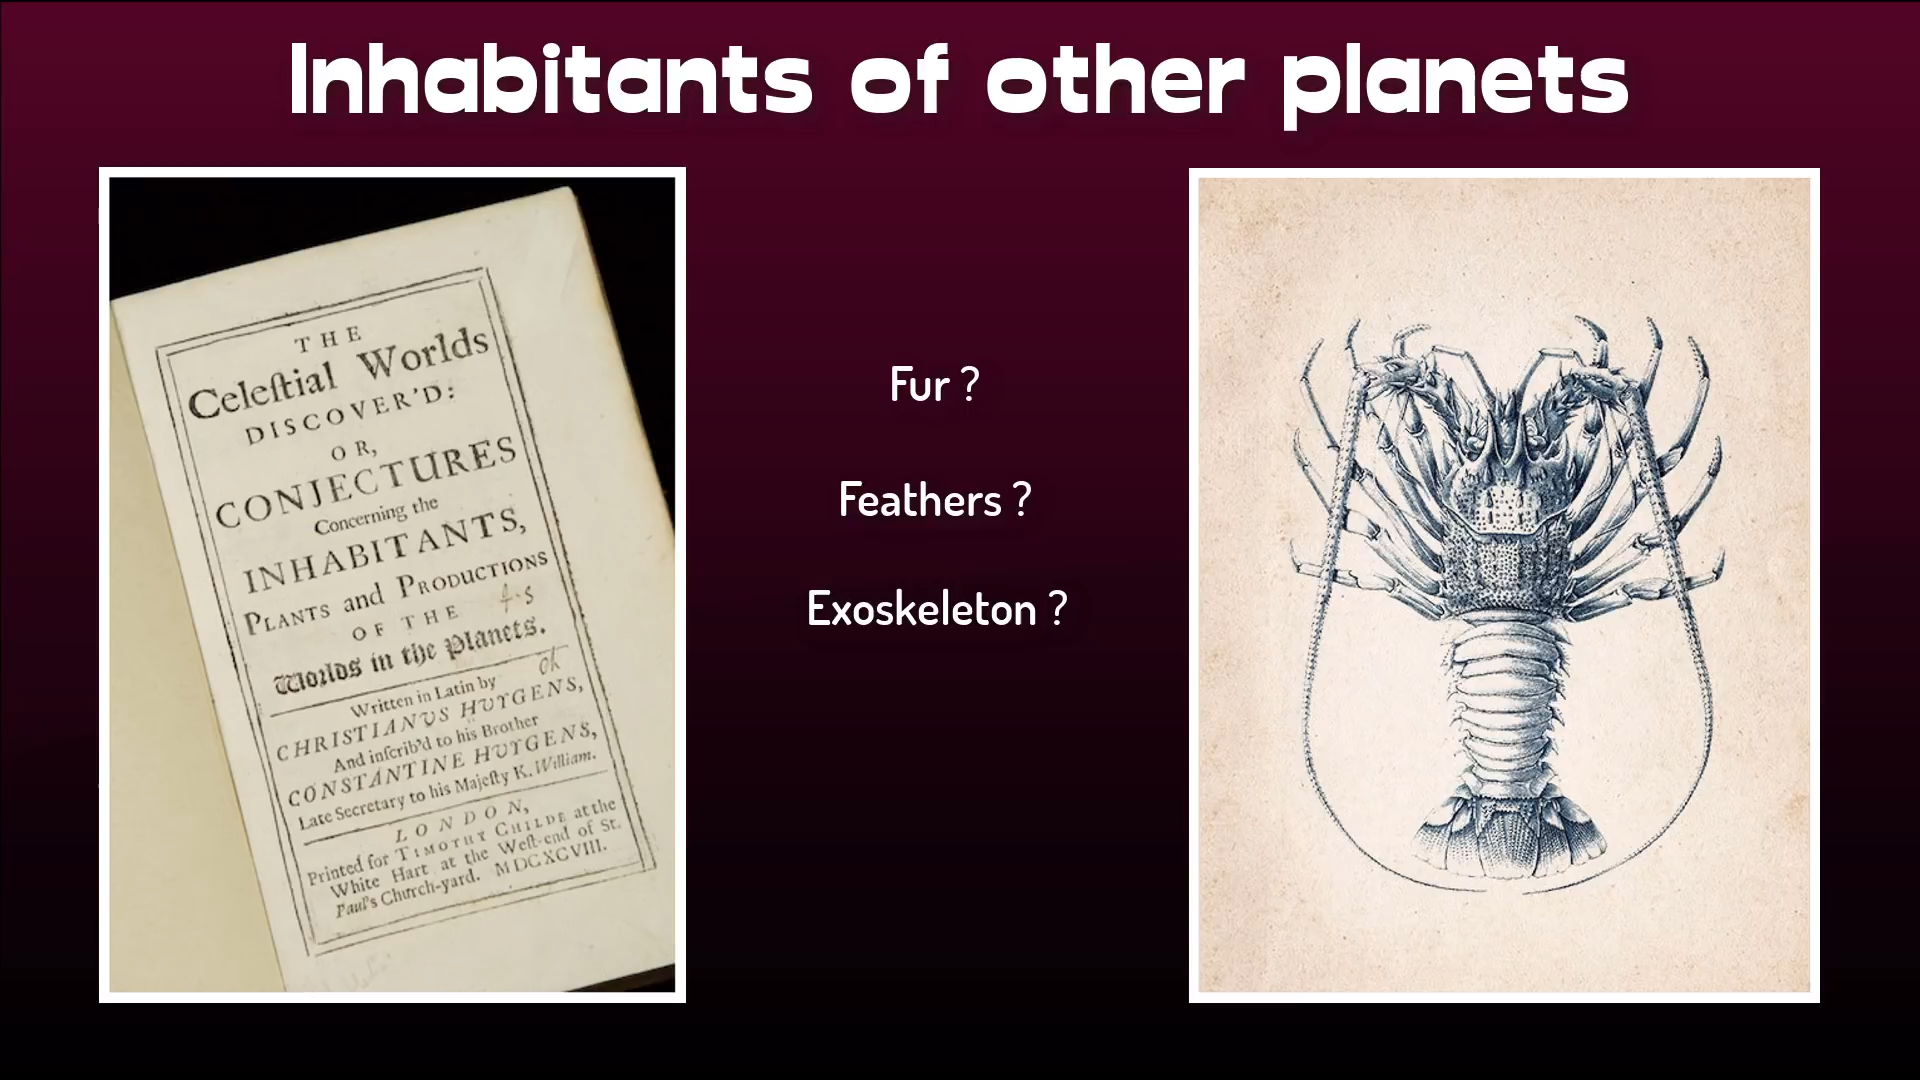 Inhabitants of other planets
THE
Celeſtial Worlds
DISCOVER'D:
OR,
CONJECTURES
Concerning the
INHABITANTS,
PLANTS and PRODUCTIONS
OF THE
Worlds in the Planets.
Written in Latin by
CHRISTIANUS HUYGENS,
And inſcrib'd to his Brother
CONSTANTINE HUYGENS,
Late Secretary to his Majeſty K. William.
LONDON,
Printed for TIMOTHY CHILDE at the
White Hart at the Weſt-end of St.
Paul's Church-yard. MDCXCVIII.
Fur ?
Feathers ?
Exoskeleton ?